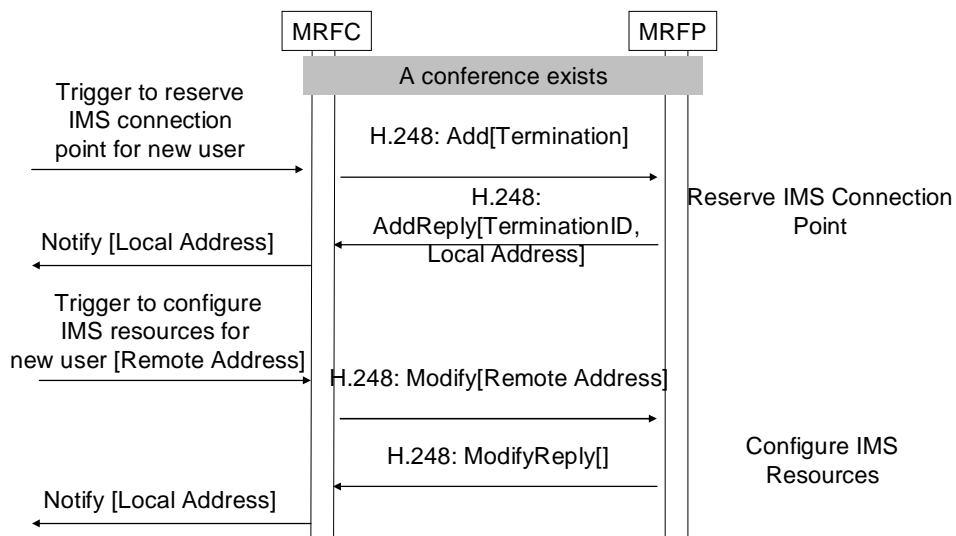 MRFC
MRFP
A conference exists
Trigger to reserve
IMS connection
point for new user
H.248: Add[Termination]
H.248:
AddReply[TerminationID,
Local Address]
Reserve IMS Connection
Point
Notify [Local Address]
Trigger to configure
IMS resources for
new user [Remote Address]
H.248: Modify[Remote Address]
H.248: ModifyReply[]
Configure IMS
Resources
Notify [Local Address]